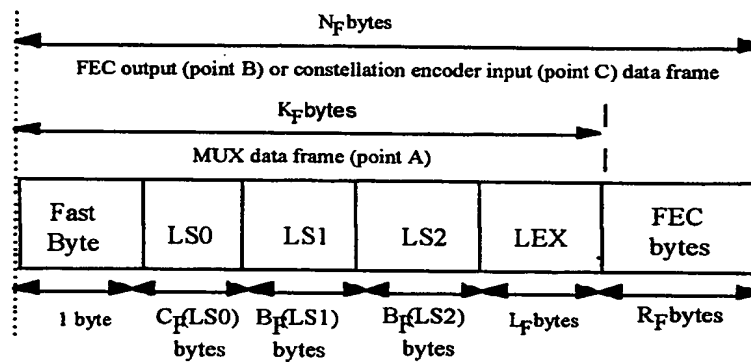 N_F bytes
FEC output (point B) or constellation encoder input (point C) data frame
K_F bytes
MUX data frame (point A)
Fast Byte LS0 LS1 LS2 LEX FEC bytes
1 byte C_F(LS0) bytes B_F(LS1) bytes B_F(LS2) bytes L_F bytes R_F bytes